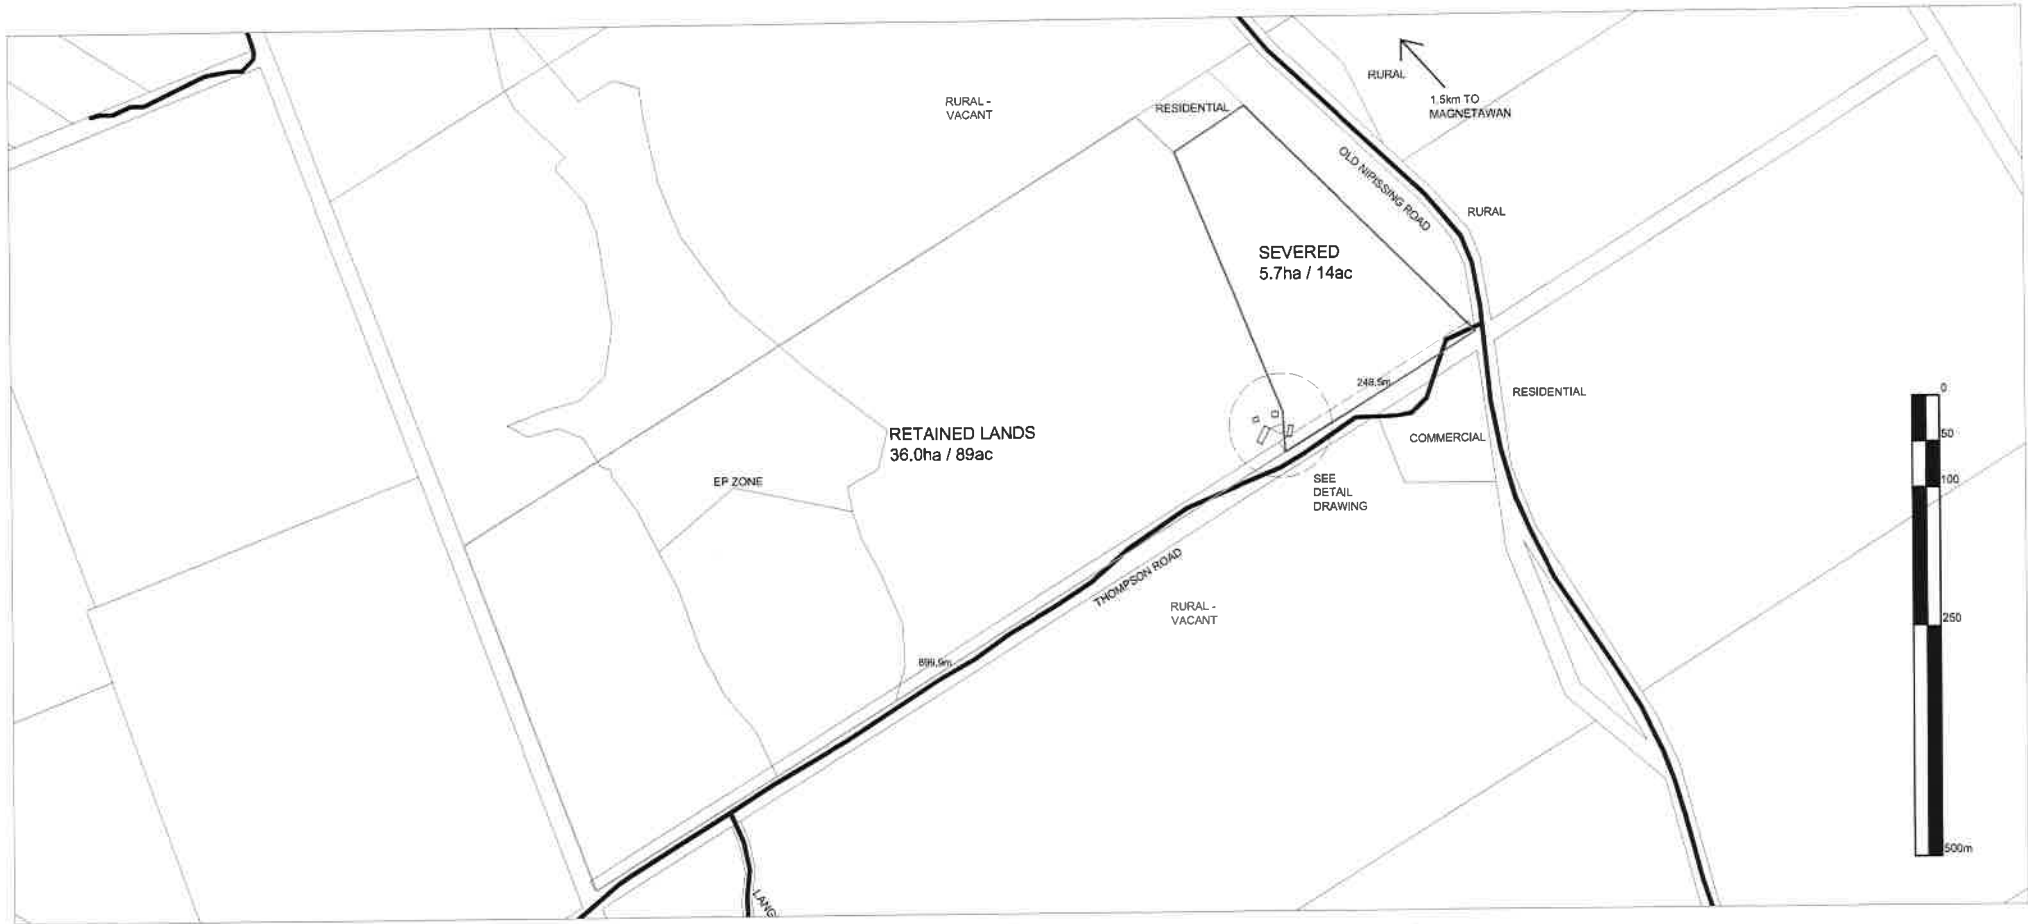 RURAL -
VACANT
RESIDENTIAL
RURAL
1.5km TO
MAGNETAWAN
OLD NIPISSING ROAD
RURAL
SEVERED
5.7ha / 14ac
248.5m
RESIDENTIAL
COMMERCIAL
RETAINED LANDS
36.0ha / 89ac
EP ZONE
SEE
DETAIL
DRAWING
THOMPSON ROAD
RURAL -
VACANT
899.9m
LANG
0
50
100
250
500m